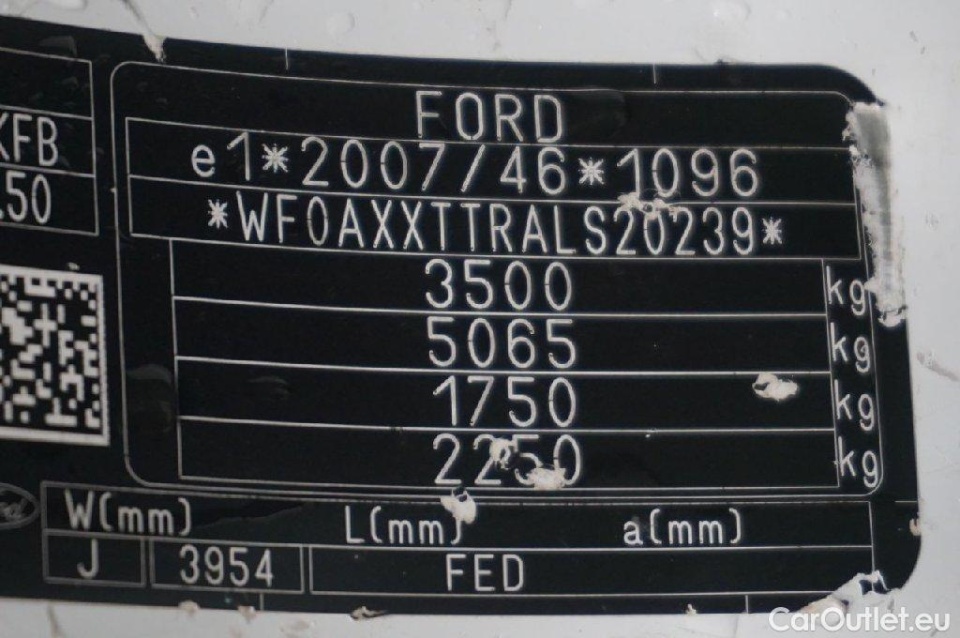 FORD
e1*2007/46*1096
*WF0AXXTTRALS20239*
3500 kg
5065 kg
1750 kg
2250 kg
KFB
.50
W(mm) L(mm) a(mm)
J 3954 FED
CarOutlet.eu